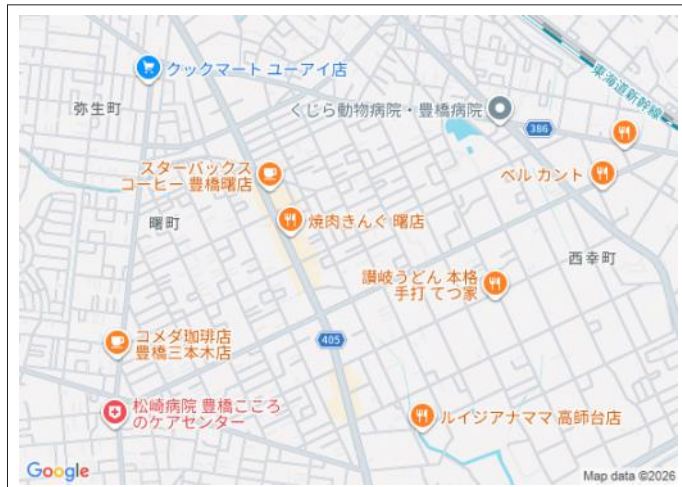 クックマート ユーアイ店
東海道新幹線
弥生町
くじら動物病院・豊橋病院
386
スターバックス
コーヒー 豊橋曙店
ベル カント
曙町
焼肉きんぐ 曙店
西幸町
讃岐うどん 本格
手打 てつ家
コメダ珈琲店
豊橋三本木店
405
松崎病院 豊橋こころ
のケアセンター
ルイジアナママ 高師台店
Google
Map data ©2026